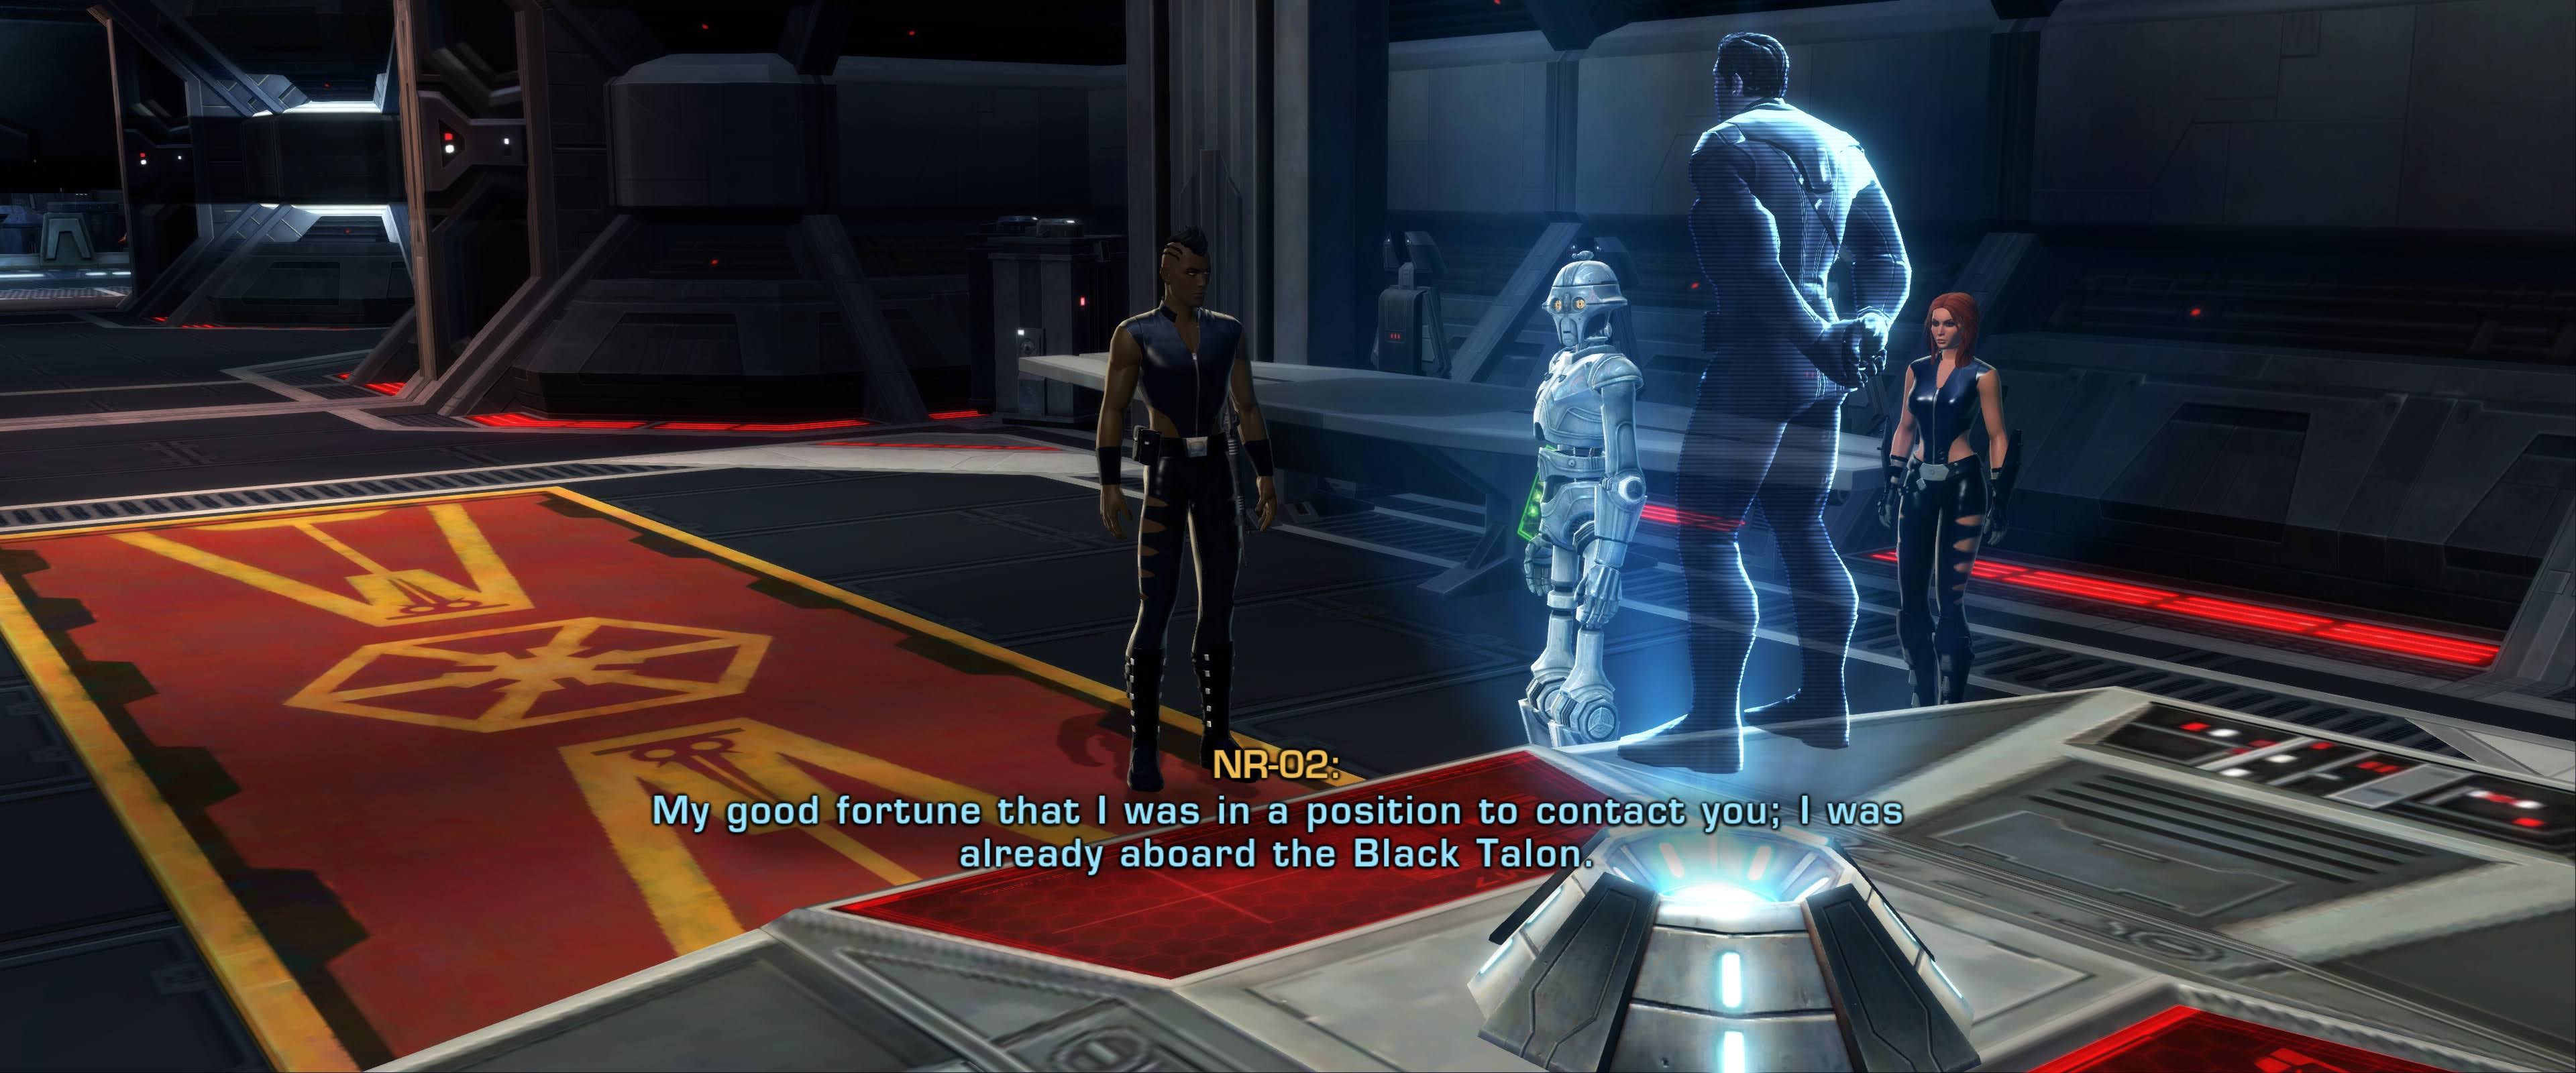 NR-02:
My good fortune that I was in a position to contact you; I was
already aboard the Black Talon.